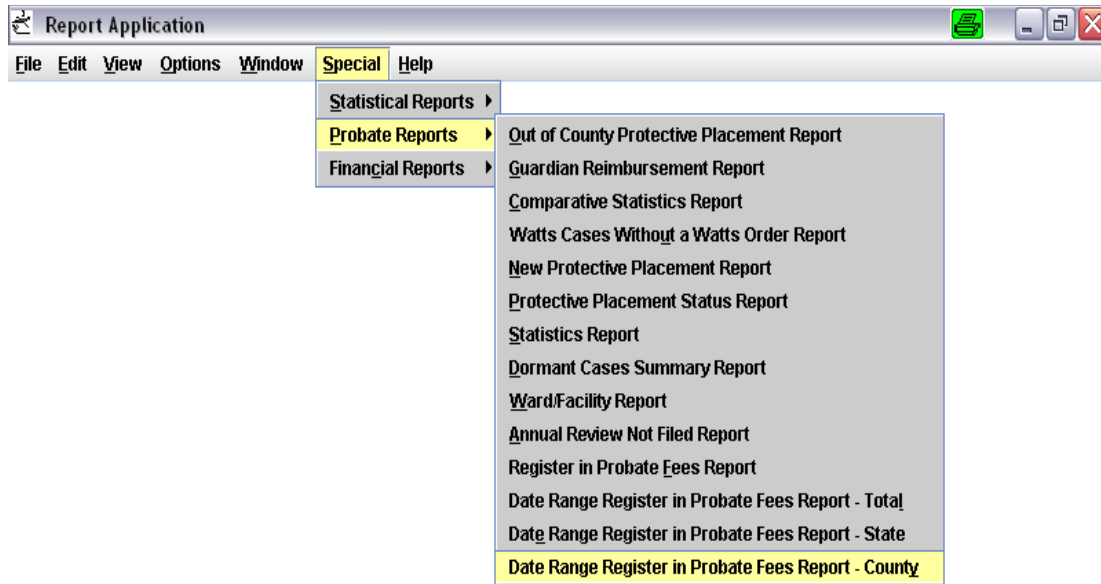 Report Application
File Edit View Options Window Special Help
Statistical Reports
Probate Reports
Financial Reports
Out of County Protective Placement Report
Guardian Reimbursement Report
Comparative Statistics Report
Watts Cases Without a Watts Order Report
New Protective Placement Report
Protective Placement Status Report
Statistics Report
Dormant Cases Summary Report
Ward/Facility Report
Annual Review Not Filed Report
Register in Probate Fees Report
Date Range Register in Probate Fees Report - Total
Date Range Register in Probate Fees Report - State
Date Range Register in Probate Fees Report - County